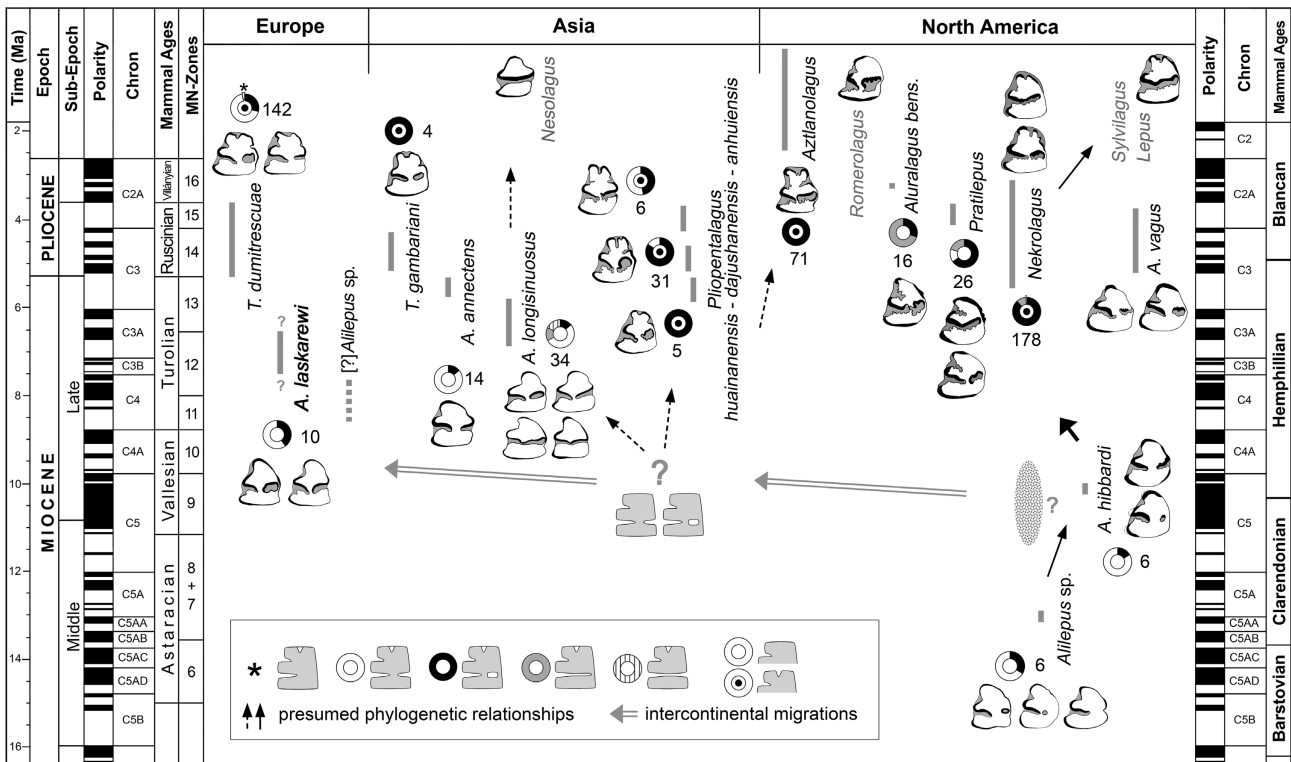 Time (Ma)
Epoch
Sub-Epoch
Polarity
Chron
Mammal Ages
MN-Zones
Europe
Asia
North America
Polarity
Chron
Mammal Ages
2
4
6
8
10
12
14
16
PLIOCENE
MIOCENE
Late
Middle
C2A
C3
C3A
C3B
C4
C4A
C5
C5A
C5AA
C5AB
C5AC
C5AD
C5B
Villányian
Ruscinian
Turolian
Vallesian
Astaracian
16
15
14
13
12
11
10
9
8
+
7
6
*
142
T. dumitrescuae
?
?
A. laskarewi
10
[?]Alilepus sp.
4
T. gambariani
A. annectens
14
Nesolagus
A. longisinuosus
34
6
31
5
Pliopentalagus
huainanensis - dajushanensis - anhuiensis
?
Aztlanolagus
71
Romerolagus
Aluralagus bens.
16
Pratilepus
26
Nekrolagus
178
Sylvilagus
Lepus
A. vagus
?
A. hibbardi
6
Alilepus sp.
6
*
presumed phylogenetic relationships
intercontinental migrations
C2
C2A
C3
C3A
C3B
C4
C4A
C5
C5A
C5AA
C5AB
C5AC
C5AD
C5B
Blancan
Hemphillian
Clarendonian
Barstovian